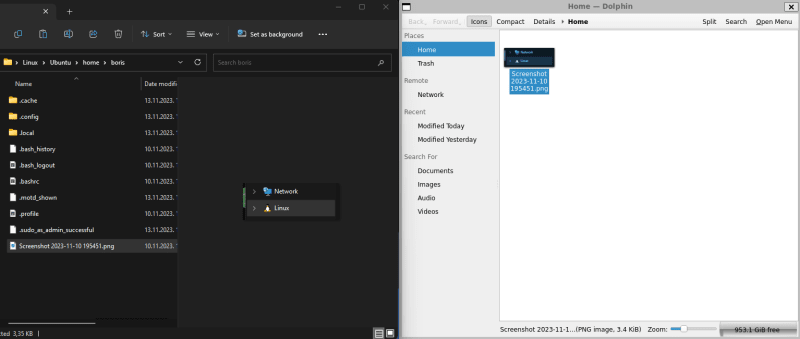 Sort
View
Set as background
Linux
Ubuntu
home
boris
Search boris
Name
Date modifi
.cache
13.11.2023.
.config
13.11.2023.
.local
13.11.2023.
.bash_history
10.11.2023.
.bash_logout
10.11.2023.
.bashrc
10.11.2023.
.motd_shown
13.11.2023.
.profile
10.11.2023.
.sudo_as_admin_successful
10.11.2023.
Screenshot 2023-11-10 195451.png
10.11.2023.
cted 3,35 KB
Network
Linux
Home — Dolphin
Back
Forward
Icons
Compact
Details
Home
Split
Search
Open Menu
Places
Home
Trash
Remote
Network
Recent
Modified Today
Modified Yesterday
Search For
Documents
Images
Audio
Videos
Network
Linux
Screenshot
2023-11-10
195451.png
Screenshot 2023-11-1...(PNG image, 3.4 KiB)
Zoom:
953.1 GiB free